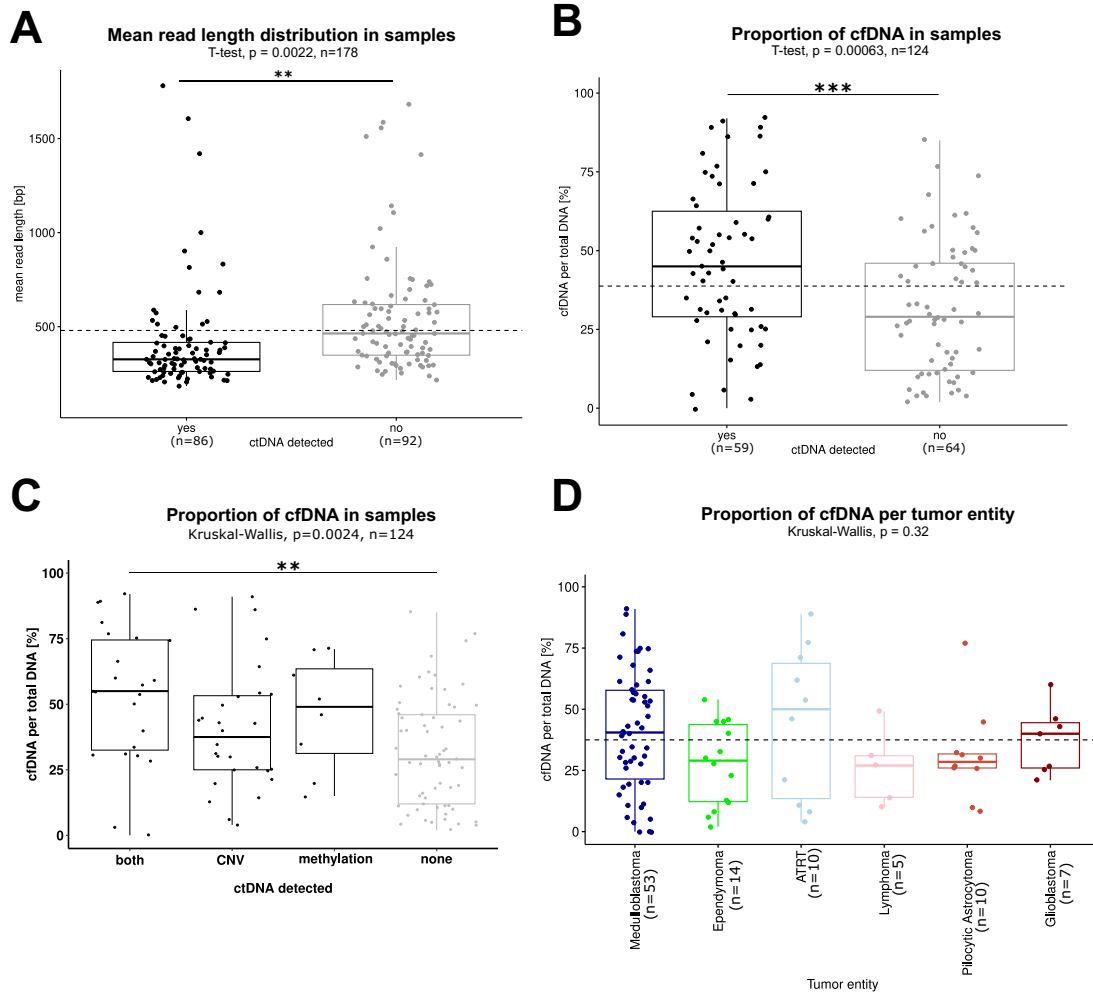 A
Mean read length distribution in samples
T-test, p = 0.0022, n=178
**
mean read length [bp]
1500
1000
500
yes
(n=86)
ctDNA detected
no
(n=92)
B
Proportion of cfDNA in samples
T-test, p = 0.00063, n=124
***
cfDNA per total DNA [%]
100
75
50
25
0
yes
(n=59)
ctDNA detected
no
(n=64)
C
Proportion of cfDNA in samples
Kruskal-Wallis, p=0.0024, n=124
**
cfDNA per total DNA [%]
100
75
50
25
0
both
CNV
methylation
none
ctDNA detected
D
Proportion of cfDNA per tumor entity
Kruskal-Wallis, p = 0.32
cfDNA per total DNA [%]
100
75
50
25
0
Medulloblastoma
(n=53)
Ependymoma
(n=14)
ATRT
(n=10)
Lymphoma
(n=5)
Pilocytic Astrocytoma
(n=10)
Glioblastoma
(n=7)
Tumor entity